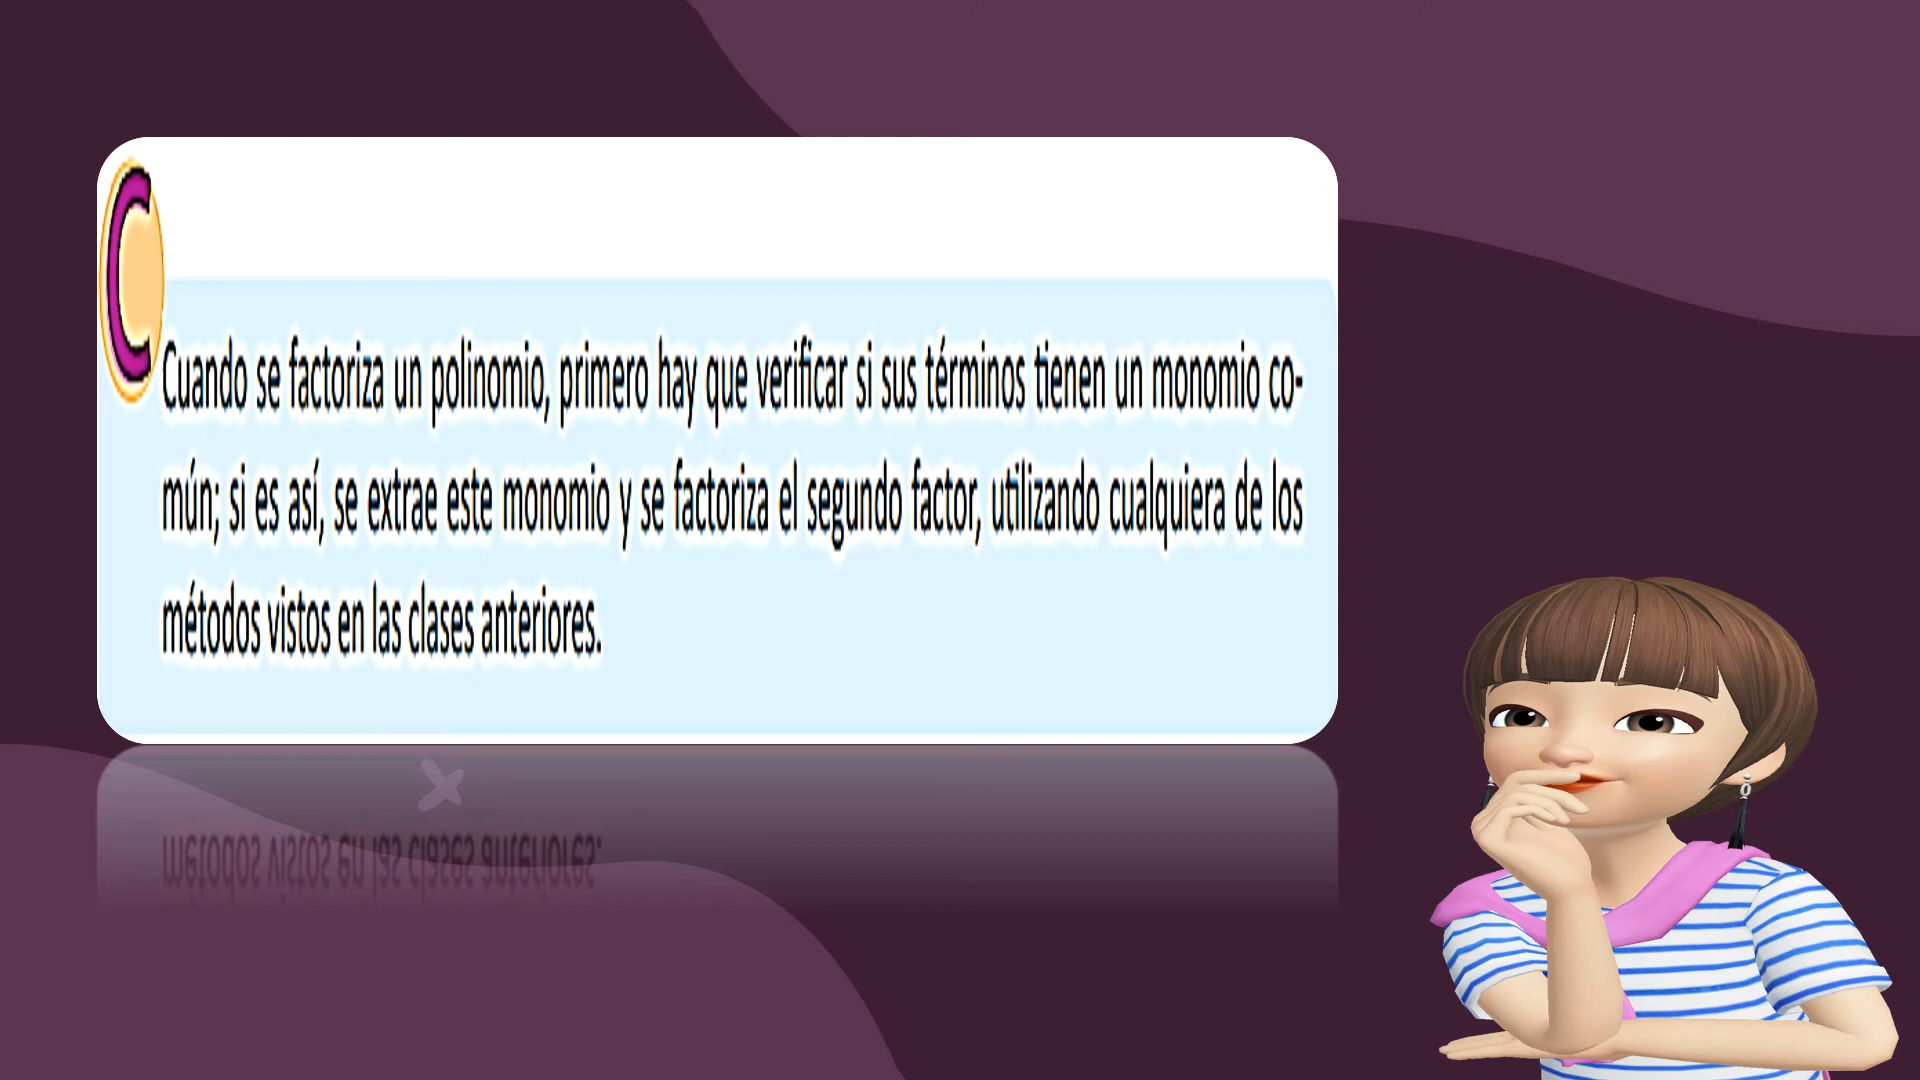 C
Cuando se factoriza un polinomio, primero hay que verificar si sus términos tienen un monomio co-
mún; si es así, se extrae este monomio y se factoriza el segundo factor, utilizando cualquiera de los
métodos vistos en las clases anteriores.